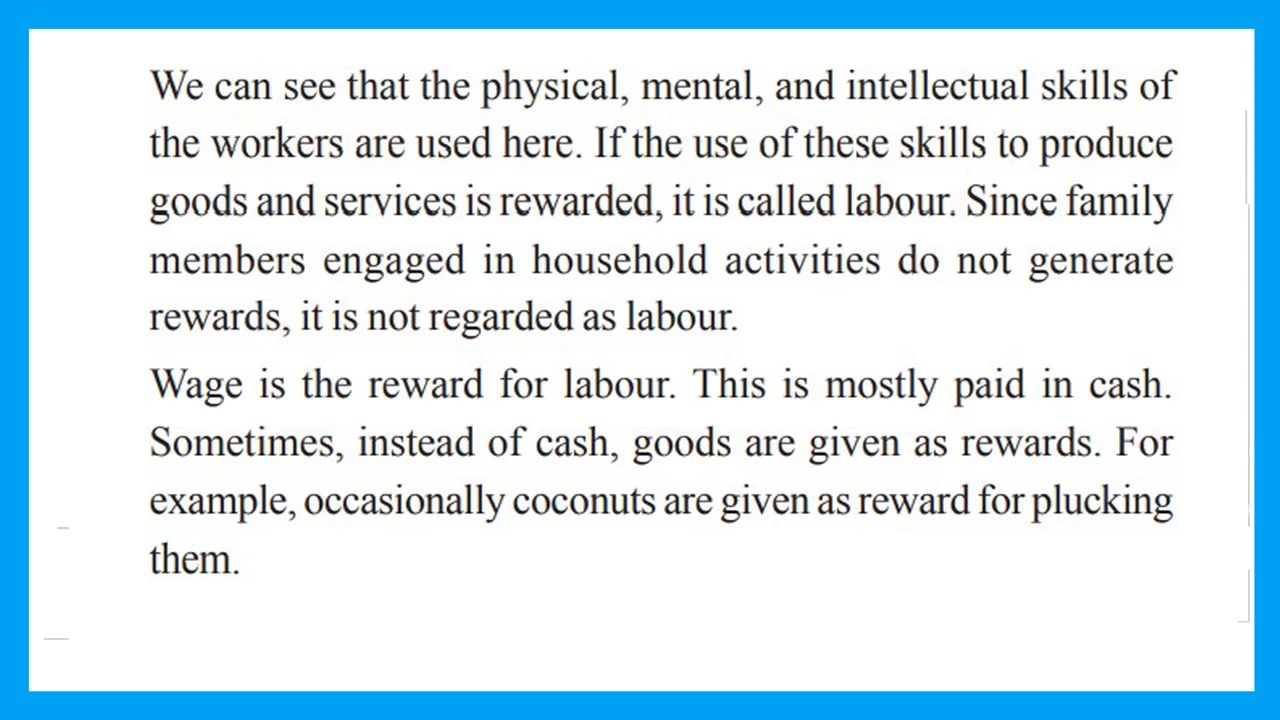 We can see that the physical, mental, and intellectual skills of
the workers are used here. If the use of these skills to produce
goods and services is rewarded, it is called labour. Since family
members engaged in household activities do not generate
rewards, it is not regarded as labour.
Wage is the reward for labour. This is mostly paid in cash.
Sometimes, instead of cash, goods are given as rewards. For
example, occasionally coconuts are given as reward for plucking
them.